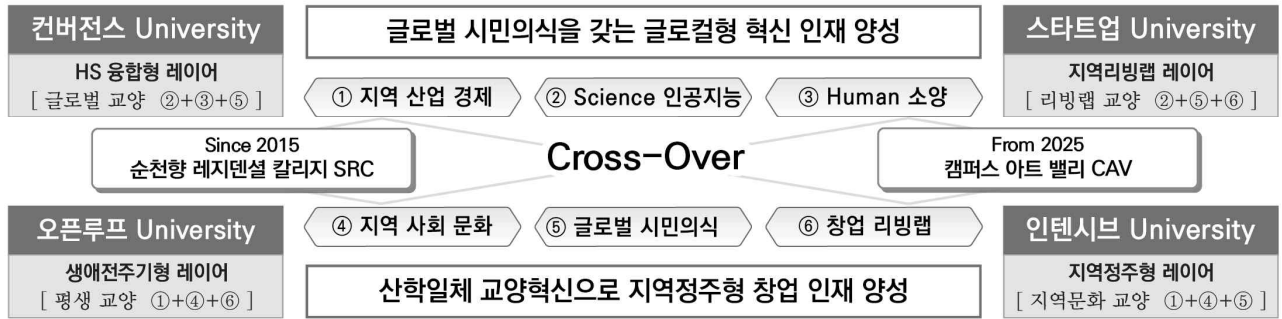 컨버전스 University
HS 융합형 레이어
[ 글로벌 교양 ②+③+⑤ ]
글로벌 시민의식을 갖는 글로컬형 혁신 인재 양성
스타트업 University
지역리빙랩 레이어
[ 리빙랩 교양 ②+⑤+⑥ ]
① 지역 산업 경제
② Science 인공지능
③ Human 소양
Since 2015
순천향 레지덴셜 칼리지 SRC
Cross-Over
From 2025
캠퍼스 아트 밸리 CAV
④ 지역 사회 문화
⑤ 글로벌 시민의식
⑥ 창업 리빙랩
오픈루프 University
생애전주기형 레이어
[ 평생 교양 ①+④+⑥ ]
산학일체 교양혁신으로 지역정주형 창업 인재 양성
인텐시브 University
지역정주형 레이어
[ 지역문화 교양 ①+④+⑤ ]